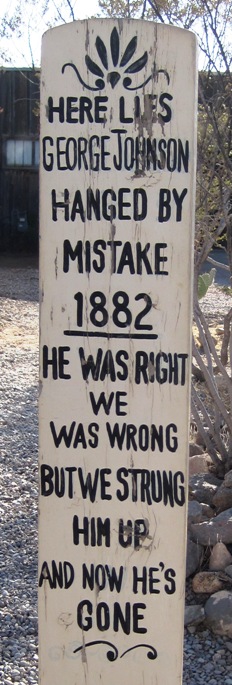 HERE LIES
GEORGE JOHNSON
HANGED BY
MISTAKE
1882
HE WAS RIGHT
WE
WAS WRONG
BUT WE STRUNG
HIM UP
AND NOW HE'S
GONE